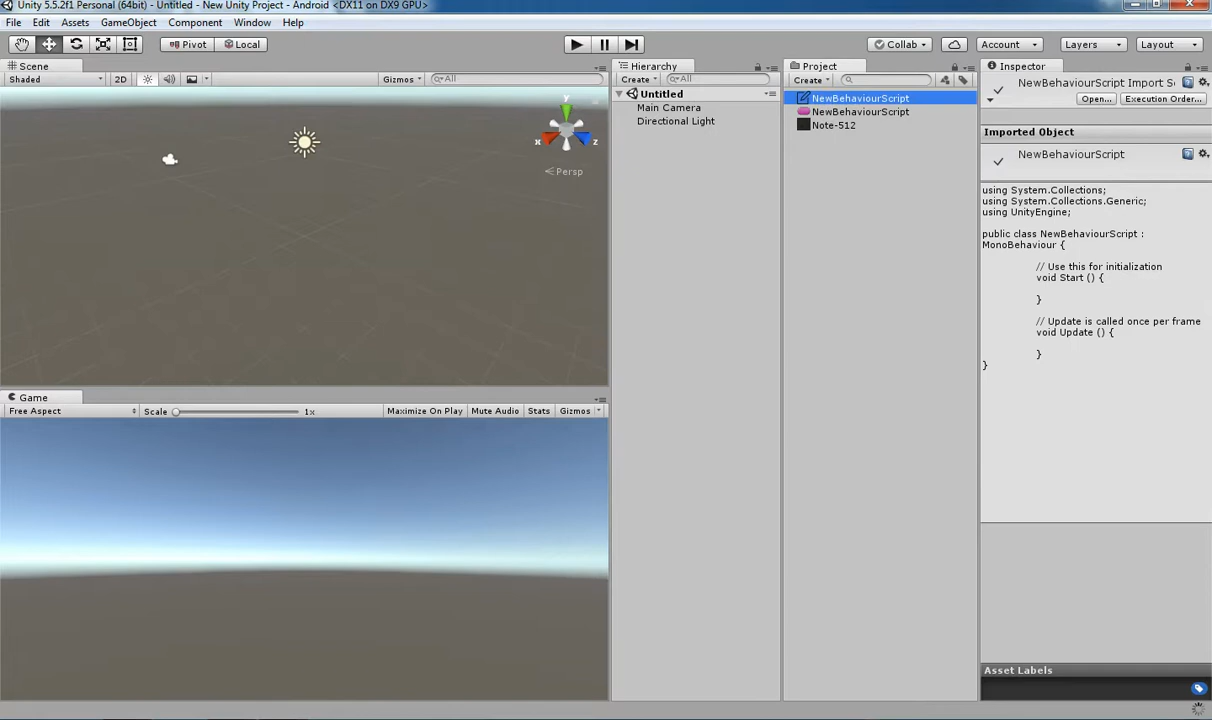 Unity 5.5.2f1 Personal (64bit) - Untitled - New Unity Project - Android <DX11 on DX9 GPU>
File Edit Assets GameObject Component Window Help
Pivot Local Collab Account Layers Layout
Scene
Shaded 2D Gizmos All
y
x z
Persp
Game
Free Aspect Scale 1x Maximize On Play Mute Audio Stats Gizmos
Hierarchy
Create All
Untitled
Main Camera
Directional Light
Project
Create
NewBehaviourScript
NewBehaviourScript
Note-512
Inspector
NewBehaviourScript Import S
Open... Execution Order...
Imported Object
NewBehaviourScript
using System.Collections;
using System.Collections.Generic;
using UnityEngine;
public class NewBehaviourScript :
MonoBehaviour {
// Use this for initialization
void Start () {
}
// Update is called once per frame
void Update () {
}
}
Asset Labels